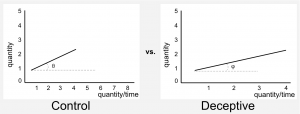 5
4
3
2
1
0
quantity
θ
1 2 3 4 5 6 7 8
quantity/time
Control
vs.
5
4
3
2
1
0
quantity
φ
1 2 3 4
quantity/time
Deceptive